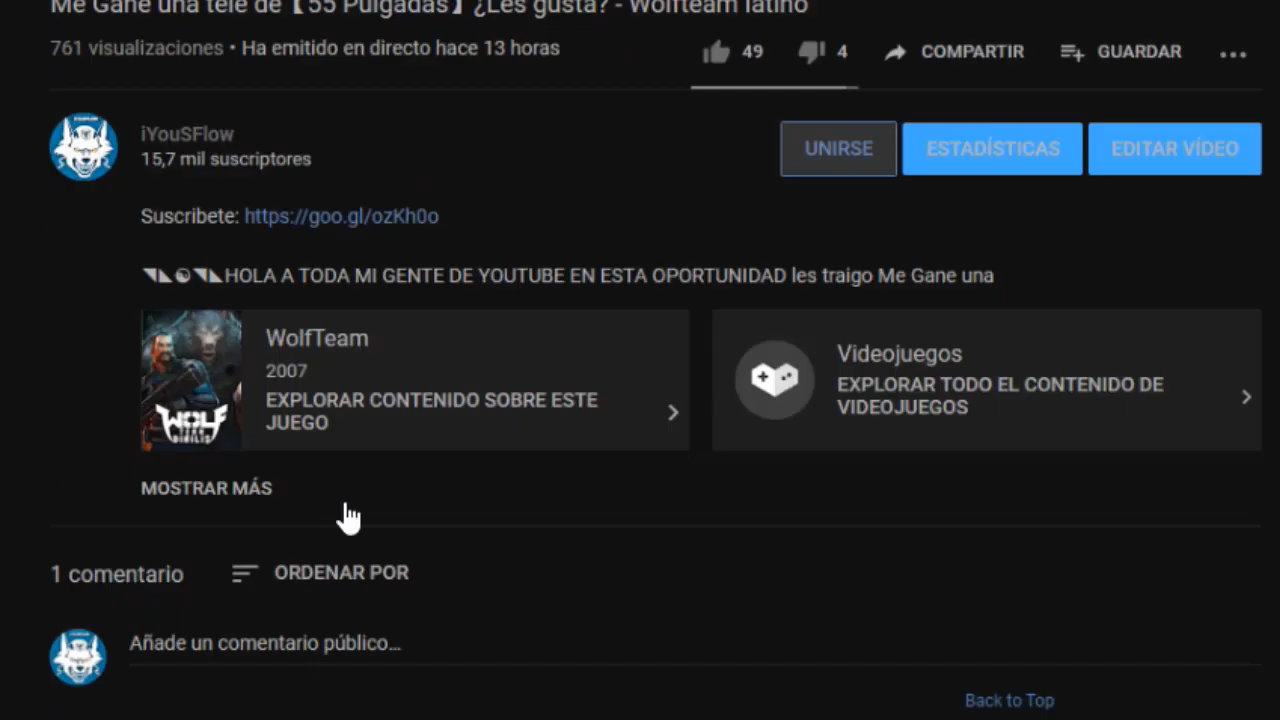 Me Gane una tele de【55 Pulgadas】¿Les gusta? - Wolfteam latino
761 visualizaciones • Ha emitido en directo hace 13 horas
49
4
COMPARTIR
GUARDAR
iYouSFlow
15,7 mil suscriptores
UNIRSE
ESTADÍSTICAS
EDITAR VÍDEO
Suscribete: https://goo.gl/ozKh0o
◥◣☯◥◣HOLA A TODA MI GENTE DE YOUTUBE EN ESTA OPORTUNIDAD les traigo Me Gane una
WolfTeam
2007
EXPLORAR CONTENIDO SOBRE ESTE
JUEGO
WOLF
Videojuegos
EXPLORAR TODO EL CONTENIDO DE
VIDEOJUEGOS
MOSTRAR MÁS
1 comentario
ORDENAR POR
Añade un comentario público...
Back to Top